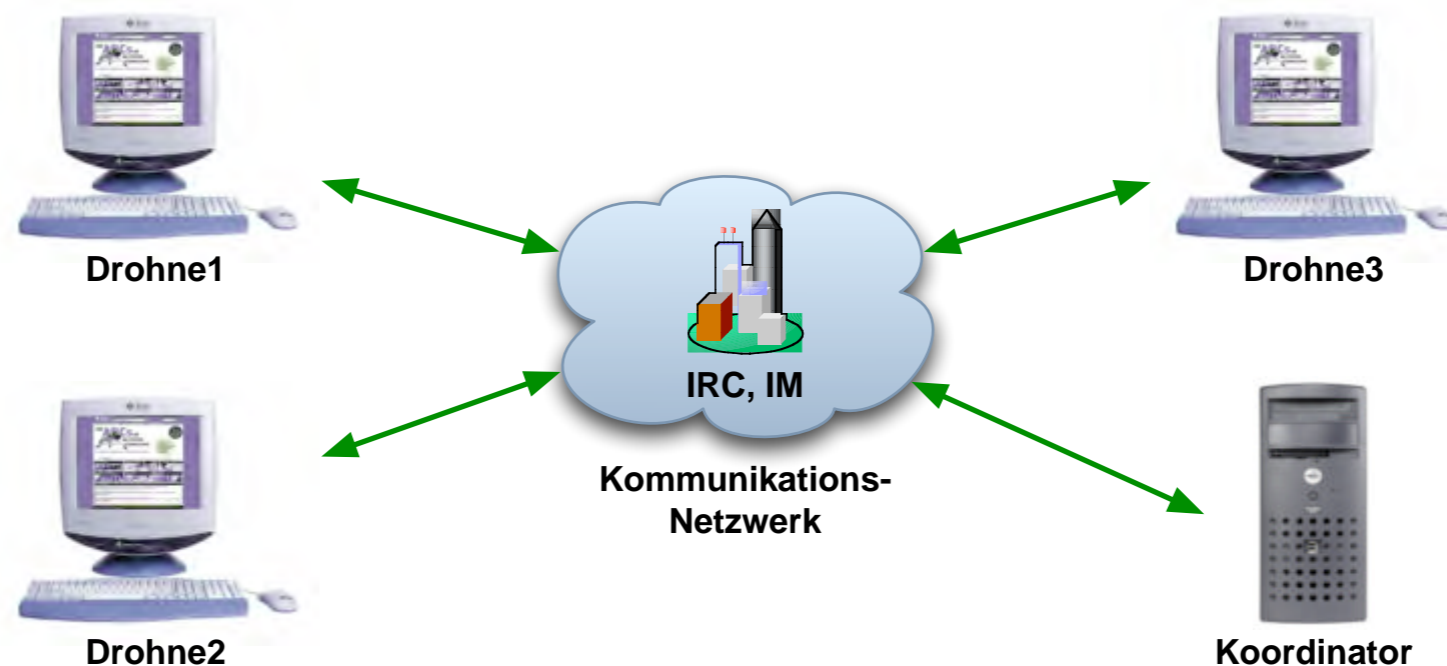 Drohne1
Drohne3
IRC, IM
Kommunikations-
Netzwerk
Drohne2
Koordinator